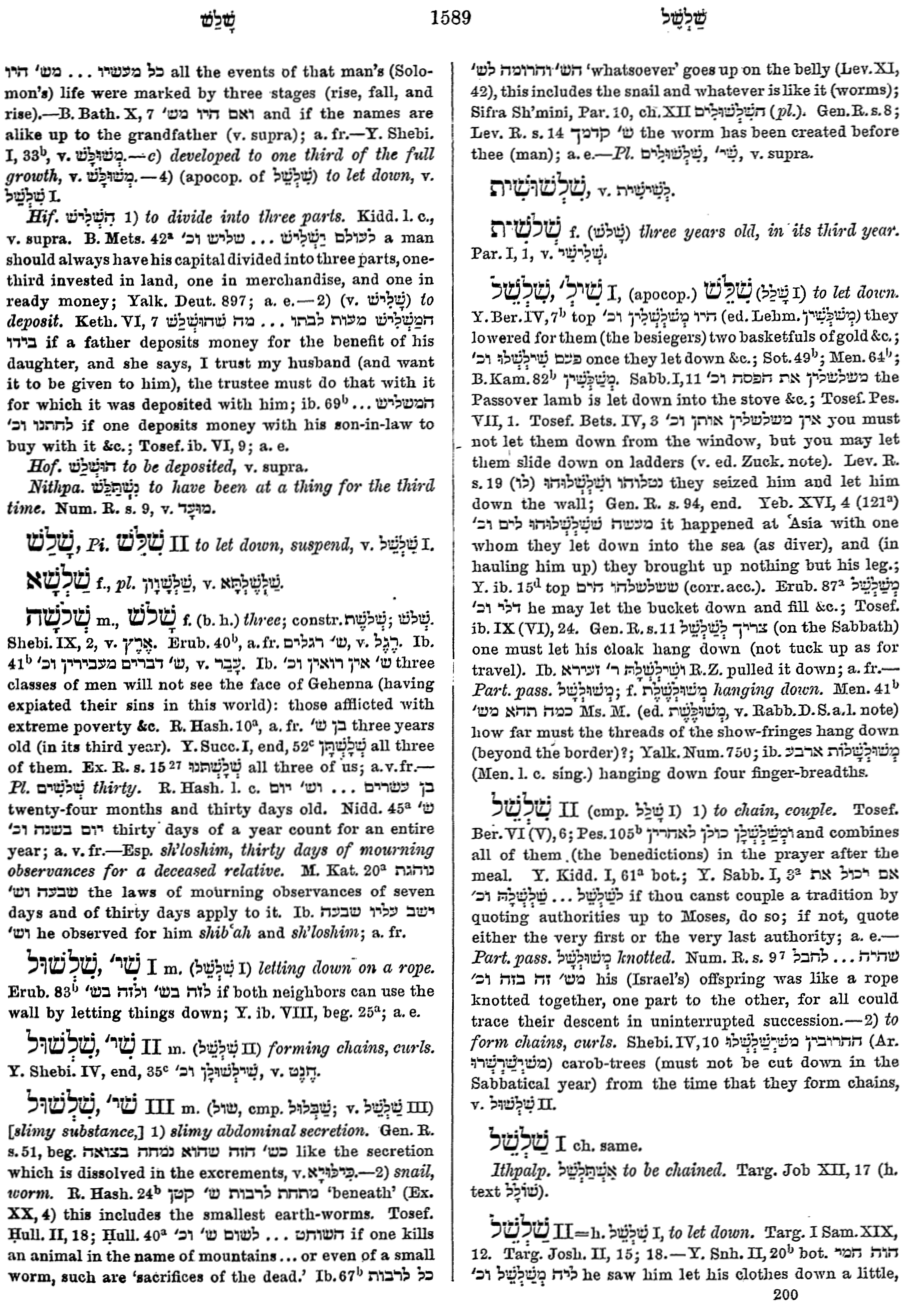 שָׁלַשׁ
1589
שַׁלְשֵׁל
כל מעשיו ... מש' היו all the events of that man's (Solo-
mon's) life were marked by three stages (rise, fall, and
rise).—B. Bath. X, 7 ואם היו מש' and if the names are
alike up to the grandfather (v. supra); a. fr.—Y. Shebi.
I, 33ᵇ, v. מְשׁוּלָּשׁ.—c) developed to one third of the full
growth, v. מְשׁוּלָּשׁ.—4) (apocop. of שִׁלְשֵׁל) to let down, v.
שִׁלְשֵׁל I.
Hif. הִשְׁלִישׁ 1) to divide into three parts. Kidd. l. c.,
v. supra. B. Mets. 42ᵃ לעולם יַשְׁלִישׁ ... שליש וכ' a man
should always have his capital divided into three parts, one-
third invested in land, one in merchandise, and one in
ready money; Yalk. Deut. 897; a. e.—2) (v. שָׁלִישׁ) to
deposit. Keth. VI, 7 הַמַּשְׁלִישׁ מעות לבתו ... מה שהוּשְׁלַשׁ
בידו if a father deposits money for the benefit of his
daughter, and she says, I trust my husband (and want
it to be given to him), the trustee must do that with it
for which it was deposited with him; ib. 69ᵇ המשליש ...
לחתנו וכ' if one deposits money with his son-in-law to
buy with it &c.; Tosef. ib. VI, 9; a. e.
Hof. הוּשְׁלַשׁ to be deposited, v. supra.
Nithpa. נִשְׁתַּלֵּשׁ to have been at a thing for the third
time. Num. R. s. 9, v. מוּעָד.
שָׁלַשׁ, Pi. שִׁלֵּשׁ II to let down, suspend, v. שִׁלְשֵׁל I.
שַׁלְשָׁא f., pl. שַׁלְשָׁוָון, v. שַׁלְשֶׁלְתָּא.
שְׁלֹשָׁה m., שָׁלֹשׁ f. (b. h.) three; constr. שְׁלֹשֶׁת; שְׁלֹשׁ.
Shebi. IX, 2, v. אֶרֶץ. Erub. 40ᵇ, a. fr. ש' רגלים, v. רֶגֶל. Ib.
41ᵇ ש' דברים מעבירין וכ', v. עָבַר. Ib. ש' אין רואין וכ' three
classes of men will not see the face of Gehenna (having
expiated their sins in this world): those afflicted with
extreme poverty &c. R. Hash. 10ᵃ, a. fr. בן ש' three years
old (in its third year). Y. Succ. I, end, 52ᶜ שְׁלָשְׁתָּן all three
of them. Ex. R. s. 15²⁷ שְׁלָשְׁתֵּנוּ all three of us; a. v. fr.—
Pl. שְׁלֹשִׁים thirty. R. Hash. l. c. בן עשרים ... וש' יום
twenty-four months and thirty days old. Nidd. 45ᵃ ש'
יום בשנה וכ' thirty days of a year count for an entire
year; a. v. fr.—Esp. sh'loshim, thirty days of mourning
observances for a deceased relative. M. Kat. 20ᵃ נוהגת
שבעה וש' the laws of mourning observances of seven
days and of thirty days apply to it. Ib. ישב עליו שבעה
וש' he observed for him shib'ah and sh'loshim; a. fr.
שִׁלְשׁוּל, שִׁי' I m. (שִׁלְשֵׁל I) letting down on a rope.
Erub. 83ᵇ לזה בש' ולזה בש' if both neighbors can use the
wall by letting things down; Y. ib. VIII, beg. 25ᵃ; a. e.
שִׁלְשׁוּל, שִׁי' II m. (שִׁלְשֵׁל II) forming chains, curls.
Y. Shebi. IV, end, 35ᶜ שִׁילְשׁוּלָן וכ', v. חָנַט.
שִׁלְשׁוּל, שִׁי' III m. (שול, cmp. שַׁבְּלוּל; v. שִׁלְשֵׁל III)
[slimy substance,] 1) slimy abdominal secretion. Gen. R.
s. 51, beg. כש' הזה שהוא נמחה בצואה like the secretion
which is dissolved in the excrements, v. —2) snail,
worm. R. Hash. 24ᵇ מתחת לרבות ש' קטן 'beneath' (Ex.
XX, 4) this includes the smallest earth-worms. Tosef.
Hull. II, 18; Hull. 40ᵃ השוחט ... לשום ש' וכ' if one kills
an animal in the name of mountains... or even of a small
worm, such are 'sacrifices of the dead.' Ib. 67ᵇ כל לרבות
הש' והדומה לש' 'whatsoever' goes up on the belly (Lev. XI,
42), this includes the snail and whatever is like it (worms);
Sifra Sh'mini, Par. 10, ch. XII הַשִּׁלְשׁוּלִים (pl.). Gen. R. s. 8;
Lev. R. s. 14 ש' קדמך the worm has been created before
thee (man); a. e.—Pl. שִׁלְשׁוּלִים, שִׁי', v. supra.
שִׁלְשׁוּשִׁית, v. לְשִׁישִׁית.
שְׁלֹשִׁית f. (שָׁלֹשׁ) three years old, in its third year.
Par. I, 1, v. שְׁלִישִׁי.
שִׁלְשֵׁל, שִׁיל' I, (apocop.) שִׁלֵּשׁ (שָׁלַל I) to let down.
Y. Ber. IV, 7ᵇ top היו מְשַׁלְשְׁלִין וכ' (ed. Lehm. מְשַׁלְּשִׁין) they
lowered for them (the besiegers) two basketfuls of gold &c.;
פעם שִׁילְשְׁלוּ וכ' once they let down &c.; Sot. 49ᵇ; Men. 64ᵇ;
B. Kam. 82ᵇ מְשַׁלְּשִׁין. Sabb. I, 11 משלשלין את הפסח וכ' the
Passover lamb is let down into the stove &c.; Tosef. Pes.
VII, 1. Tosef. Bets. IV, 3 אין משלשלין אותן וכ' you must
not let them down from the window, but you may let
them slide down on ladders (v. ed. Zuck. note). Lev. R.
s. 19 נטלוהו ושִׁלְשְׁלוּהוּ (לו) they seized him and let him
down the wall; Gen. R. s. 94, end. Yeb. XVI, 4 (121ᵃ)
מעשה שֶׁשִּׁלְשְׁלוּהוּ לים וכ' it happened at 'Asia with one
whom they let down into the sea (as diver), and (in
hauling him up) they brought up nothing but his leg.;
Y. ib. 15ᵈ top ששלשלהו הים (corr. acc.). Erub. 87ᵃ מְשַׁלְשֵׁל
דלי וכ' he may let the bucket down and fill &c.; Tosef.
ib. IX (VI), 24. Gen. R. s. 11 צריך לְשַׁלְשֵׁל (on the Sabbath)
one must let his cloak hang down (not tuck up as for
travel). Ib. וְשִׁילְשְׁלָהּ ר' זעירא R. Z. pulled it down; a. fr.—
Part. pass. מְשׁוּלְשָׁל; f. מְשׁוּלְשֶׁלֶת hanging down. Men. 41ᵇ
כמה תהא מש' Ms. M. (ed. מְשׁוּלֶּשֶׁת, v. Rabb. D. S. a. l. note)
how far must the threads of the show-fringes hang down
(beyond the border)?; Yalk. Num. 750; ib. מְשׁוּלְשָׁלוֹת ארבע
(Men. l. c. sing.) hanging down four finger-breadths.
שִׁלְשֵׁל II (cmp. שָׁלַל I) 1) to chain, couple. Tosef.
Ber. VI (V), 6; Pes. 105ᵇ וּמְשַׁלְשְׁלָן כולן לאחריו and combines
all of them (the benedictions) in the prayer after the
meal. Y. Kidd. I, 61ᵃ bot.; Y. Sabb. I, 3ᵃ אם יכול את
לְשַׁלְשֵׁל ... שַׁלְשְׁלָהּ וכ' if thou canst couple a tradition by
quoting authorities up to Moses, do so; if not, quote
either the very first or the very last authority; a. e.—
Part. pass. מְשׁוּלְשָׁל knotted. Num. R. s. 9⁷ שהיה ... לחבל
מש' זה בזה וכ' his (Israel's) offspring was like a rope
knotted together, one part to the other, for all could
trace their descent in uninterrupted succession.—2) to
form chains, curls. Shebi. IV, 10 החרובין מִשֶּׁיְּשַׁלְשֵׁלוּ (Ar.
משישרשרו) carob-trees (must not be cut down in the
Sabbatical year) from the time that they form chains,
v. שִׁלְשׁוּל II.
שַׁלְשֵׁל I ch. same.
Ithpalp. אִשְׁתַּלְשֵׁל to be chained. Targ. Job XII, 17 (h.
text שׁוֹלָל).
שַׁלְשֵׁל II=h. שִׁלְשֵׁל I, to let down. Targ. I Sam. XIX,
12. Targ. Josh. II, 15; 18.—Y. Snh. II, 20ᵇ bot. הוה חמי
ליה מְשַׁלְשֵׁל וכ' he saw him let his clothes down a little,
200